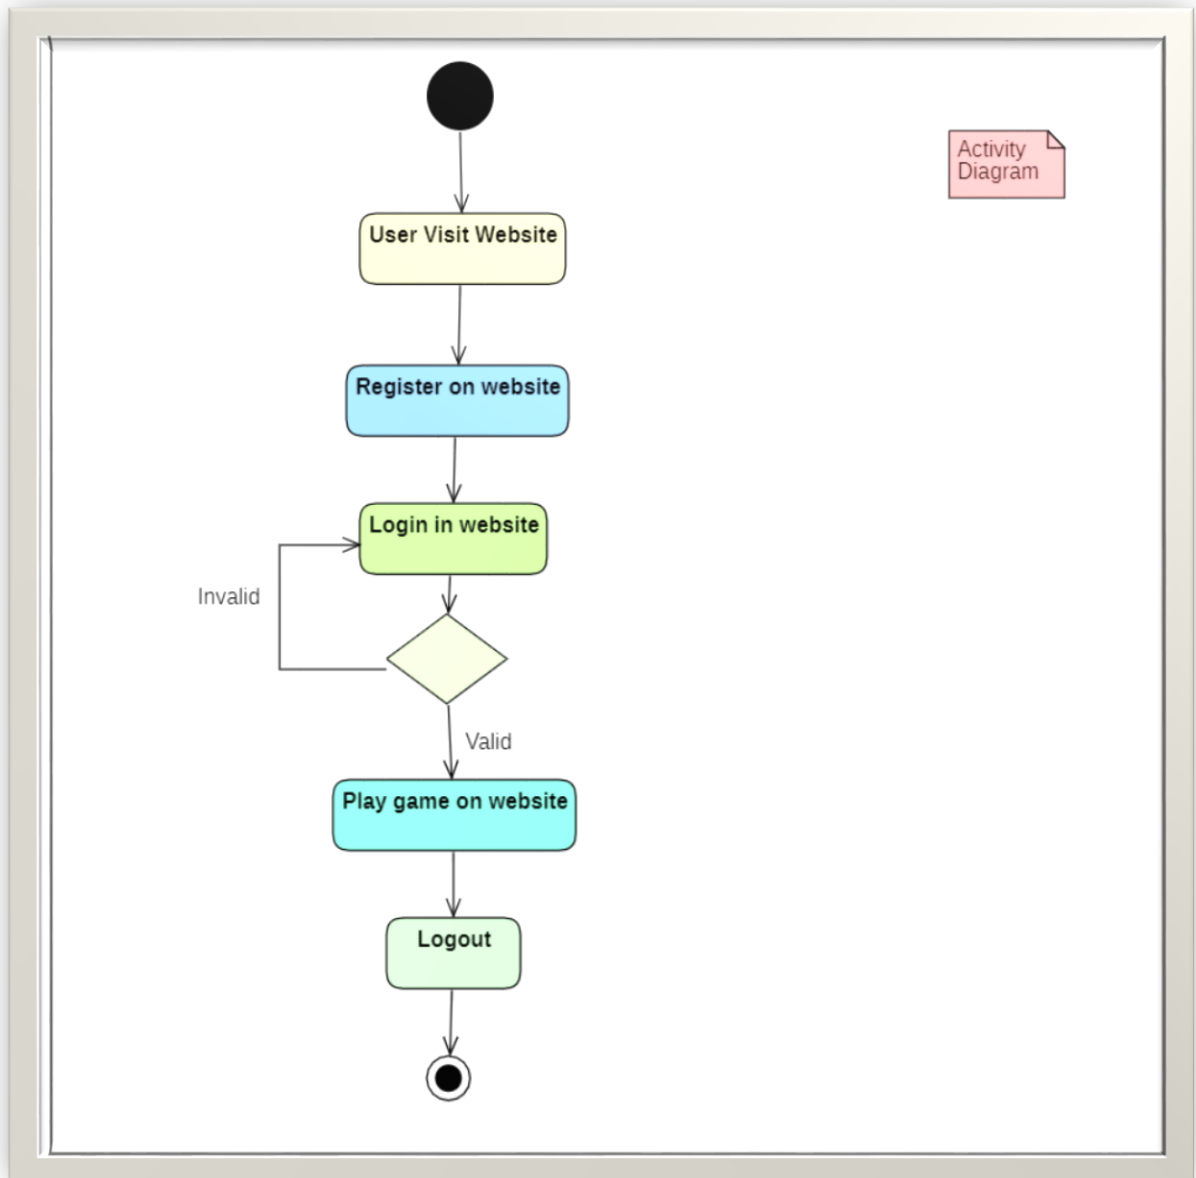 Activity
Diagram
User Visit Website
Register on website
Login in website
Invalid
Valid
Play game on website
Logout